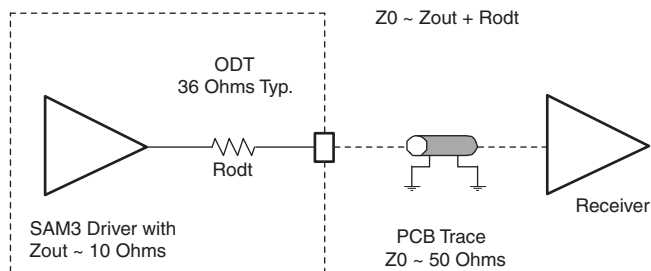 Z0 ~ Zout + Rodt
ODT
36 Ohms Typ.
Rodt
Receiver
SAM3 Driver with
Zout ~ 10 Ohms
PCB Trace
Z0 ~ 50 Ohms